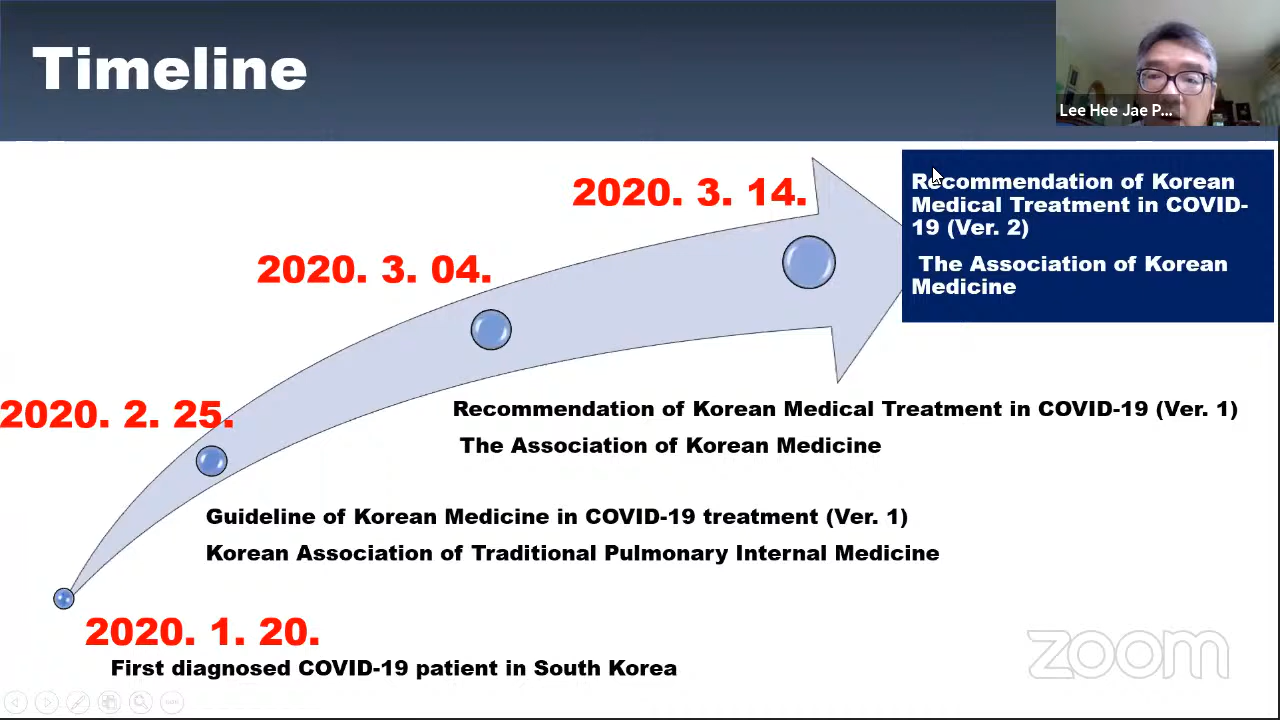 Timeline
Lee Hee Jae P...
2020. 3. 14.
Recommendation of Korean
Medical Treatment in COVID-
19 (Ver. 2)
The Association of Korean
Medicine
2020. 3. 04.
Recommendation of Korean Medical Treatment in COVID-19 (Ver. 1)
The Association of Korean Medicine
2020. 2. 25.
Guideline of Korean Medicine in COVID-19 treatment (Ver. 1)
Korean Association of Traditional Pulmonary Internal Medicine
2020. 1. 20.
First diagnosed COVID-19 patient in South Korea
zoom